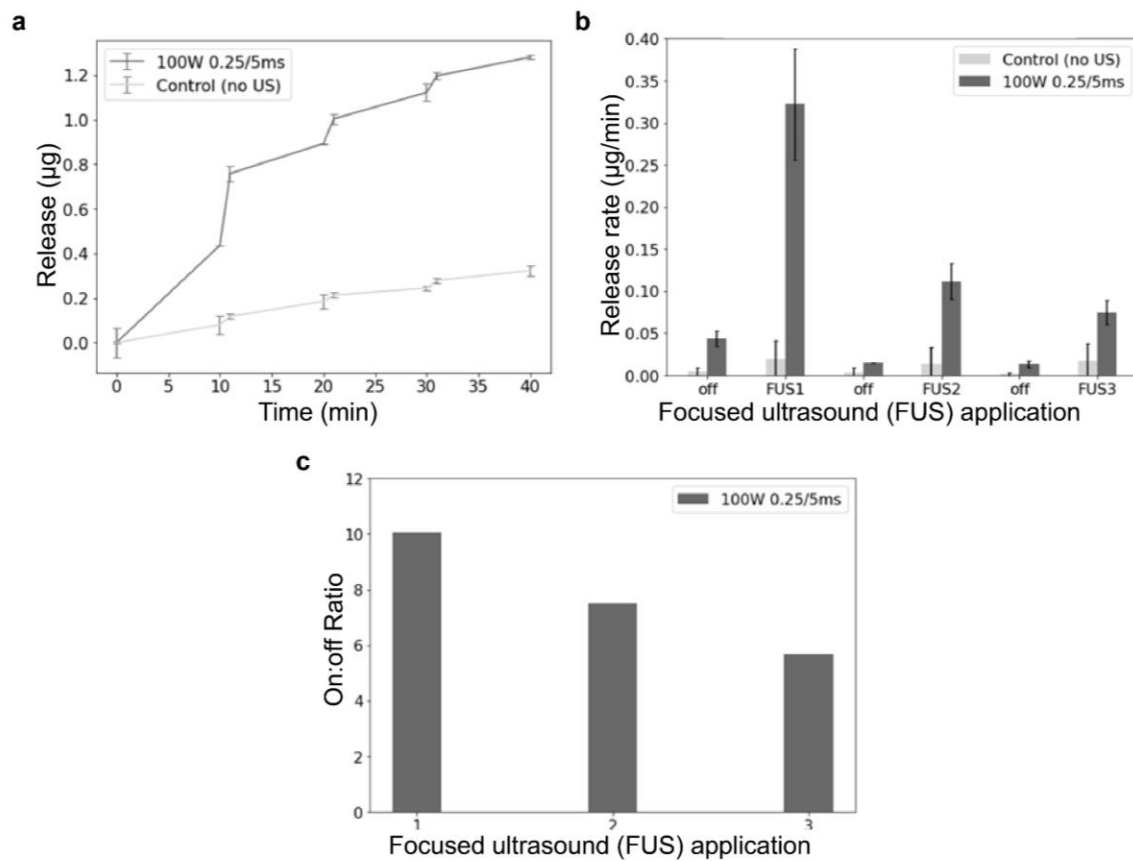 a
100W 0.25/5ms
Control (no US)
Release (µg)
1.2
1.0
0.8
0.6
0.4
0.2
0.0
0 5 10 15 20 25 30 35 40
Time (min)
b
Control (no US)
100W 0.25/5ms
Release rate (µg/min)
0.40
0.35
0.30
0.25
0.20
0.15
0.10
0.05
0.00
off FUS1 off FUS2 off FUS3
Focused ultrasound (FUS) application
c
100W 0.25/5ms
On:off Ratio
12
10
8
6
4
2
0
1 2 3
Focused ultrasound (FUS) application